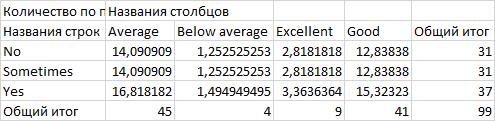 Количество по п Названия столбцов
Названия строк Average Below average Excellent Good Общий итог
No 14,090909 1,252525253 2,8181818 12,83838 31
Sometimes 14,090909 1,252525253 2,8181818 12,83838 31
Yes 16,818182 1,494949495 3,3636364 15,32323 37
Общий итог 45 4 9 41 99